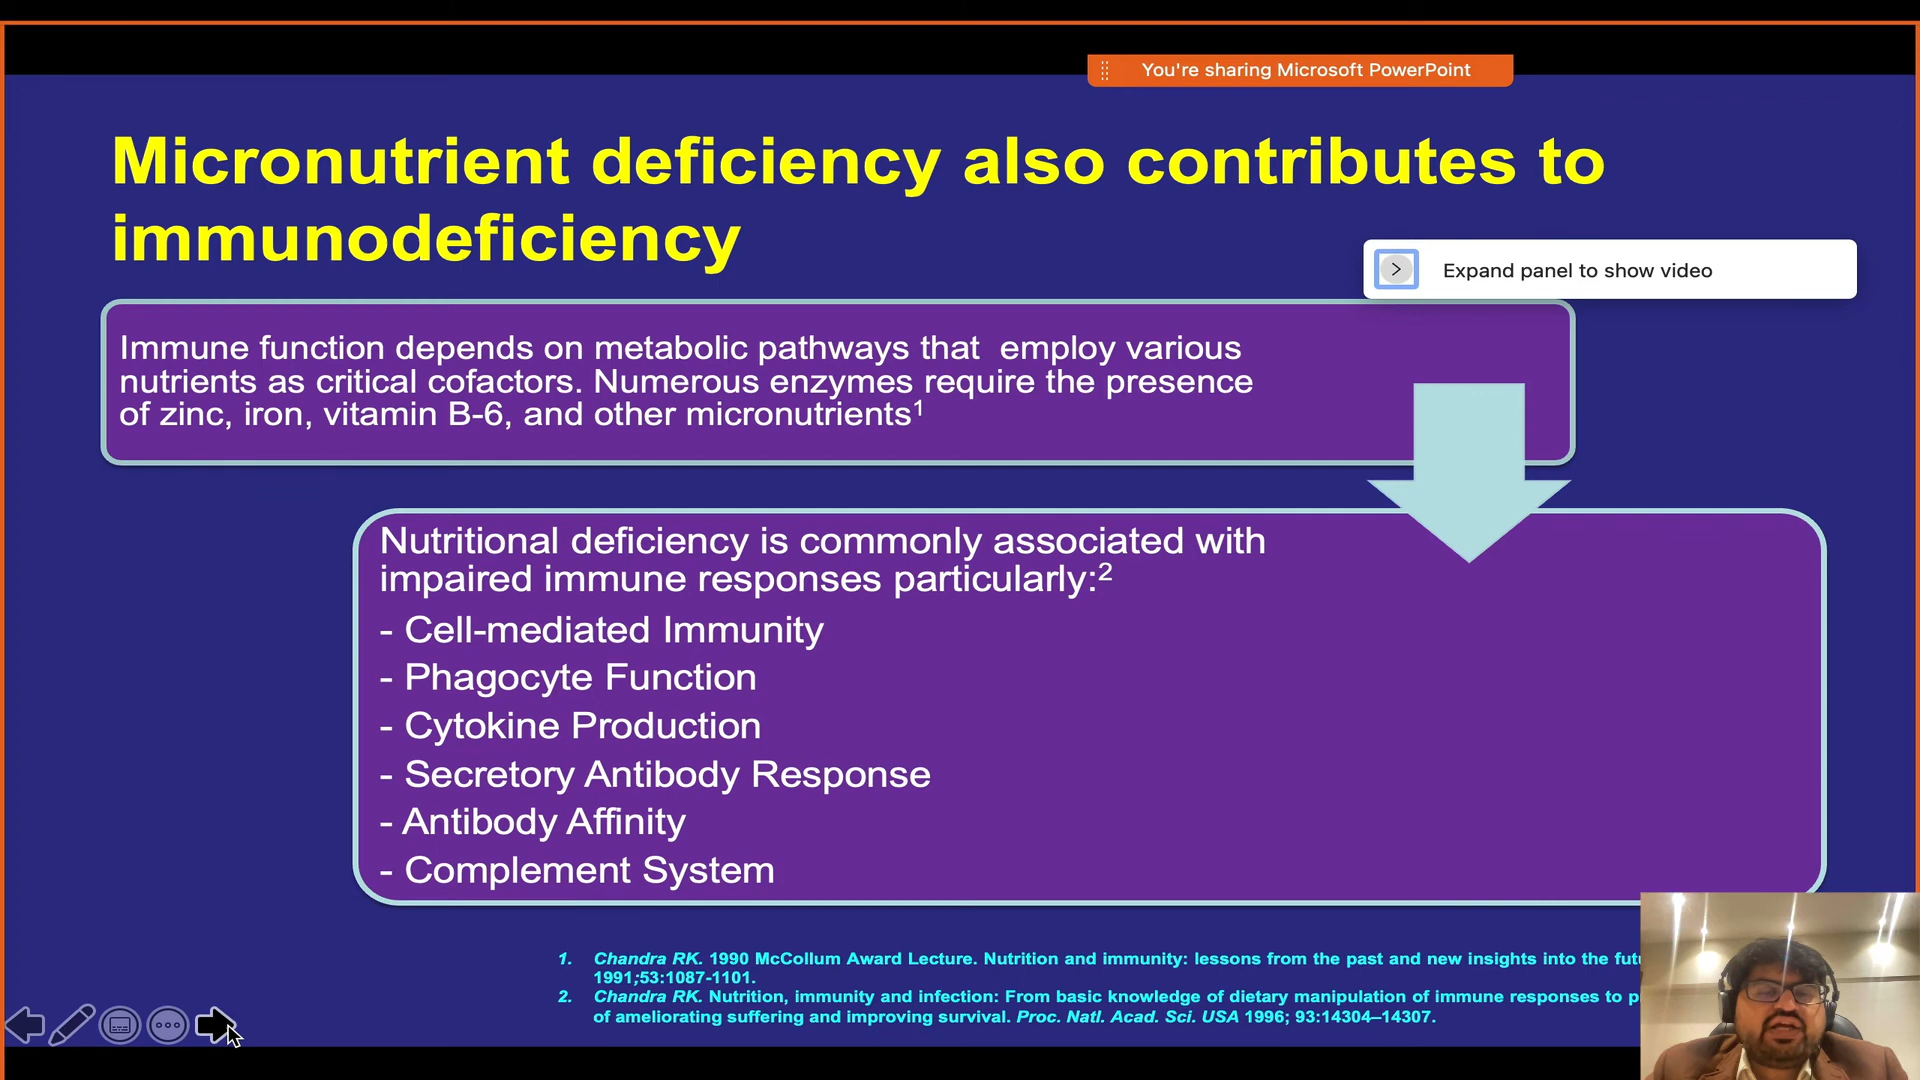 You're sharing Microsoft PowerPoint
Micronutrient deficiency also contributes to
immunodeficiency
Expand panel to show video
Immune function depends on metabolic pathways that employ various
nutrients as critical cofactors. Numerous enzymes require the presence
of zinc, iron, vitamin B-6, and other micronutrients¹
Nutritional deficiency is commonly associated with
impaired immune responses particularly:²
- Cell-mediated Immunity
- Phagocyte Function
- Cytokine Production
- Secretory Antibody Response
- Antibody Affinity
- Complement System
1. Chandra RK. 1990 McCollum Award Lecture. Nutrition and immunity: lessons from the past and new insights into the
1991;53:1087-1101.
2. Chandra RK. Nutrition, immunity and infection: From basic knowledge of dietary manipulation of immune responses to
of ameliorating suffering and improving survival. Proc. Natl. Acad. Sci. USA 1996; 93:14304–14307.